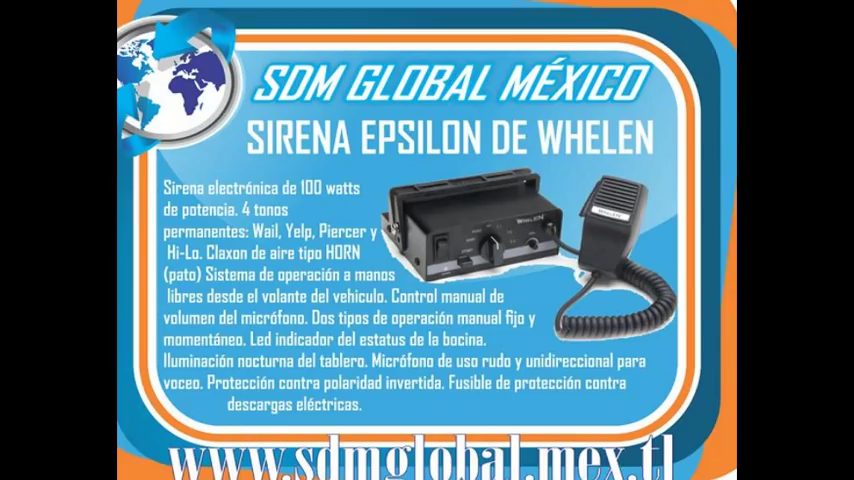 SDM GLOBAL MÉXICO
SIRENA EPSILON DE WHELEN
Sirena electrónica de 100 watts
de potencia. 4 tonos
permanentes: Wail, Yelp, Piercer y
Hi-Lo. Claxon de aire tipo HORN
(pato) Sistema de operación a manos
libres desde el volante del vehiculo. Control manual de
volumen del micrófono. Dos tipos de operación manual fijo y
momentáneo. Led indicador del estatus de la bocina.
Iluminación nocturna del tablero. Micrófono de uso rudo y unidireccional para
voceo. Protección contra polaridad invertida. Fusible de protección contra
descargas eléctricas.
WHELEN
WHELEN
www.sdmglobal.mex.tl